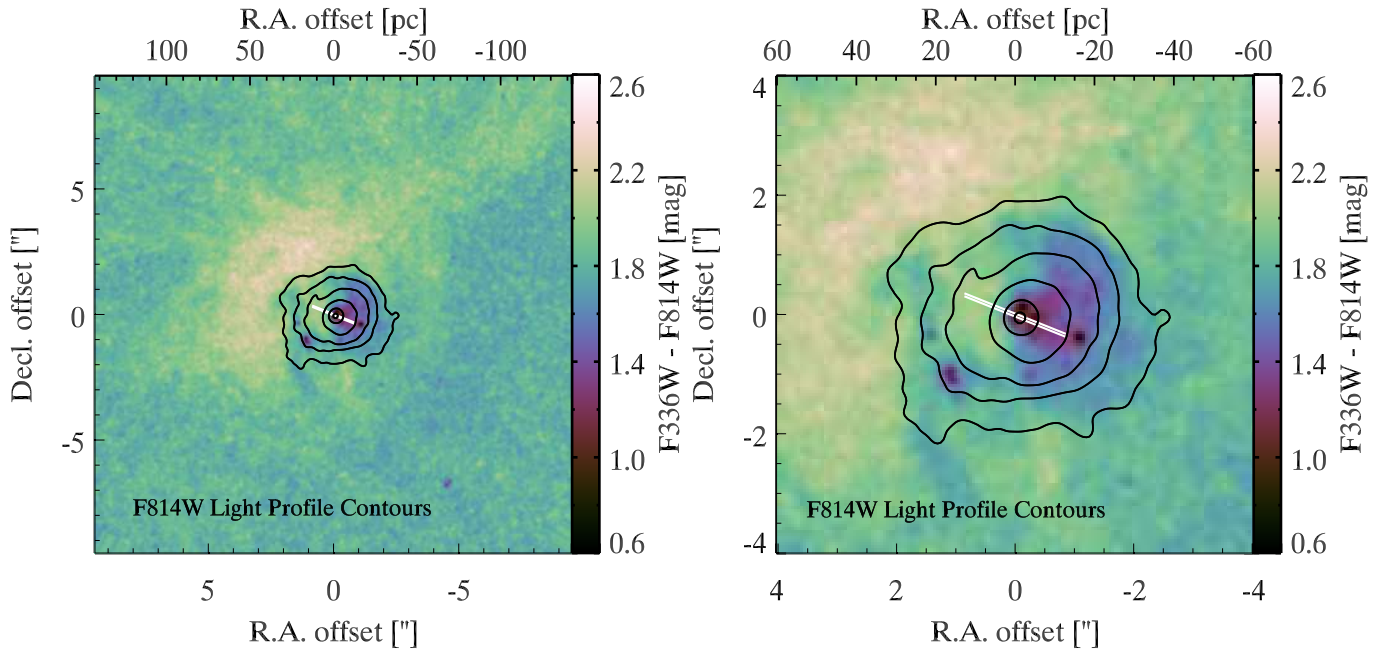 R.A. offset [pc]
100 50 0 -50 -100
5
0
-5
Decl. offset ["]
F814W Light Profile Contours
5 0 -5
R.A. offset ["]
2.6
2.2
1.8
1.4
1.0
0.6
F336W - F814W [mag]
R.A. offset [pc]
60 40 20 0 -20 -40 -60
4
2
0
-2
-4
Decl. offset ["]
F814W Light Profile Contours
4 2 0 -2 -4
R.A. offset ["]
2.6
2.2
1.8
1.4
1.0
0.6
F336W - F814W [mag]